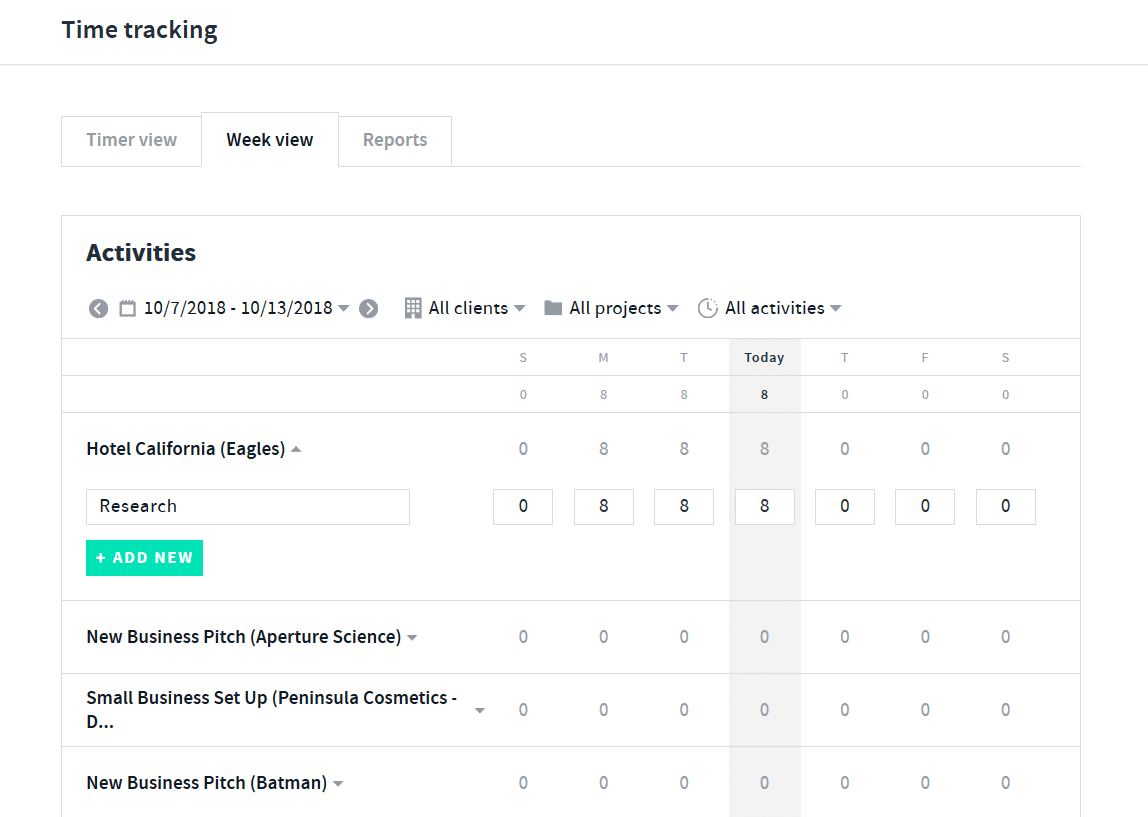 Time tracking
Timer view Week view Reports
Activities
10/7/2018 - 10/13/2018 All clients All projects All activities
S M T Today T F S
0 8 8 8 0 0 0
Hotel California (Eagles) 0 8 8 8 0 0 0
Research 0 8 8 8 0 0 0
+ ADD NEW
New Business Pitch (Aperture Science) 0 0 0 0 0 0 0
Small Business Set Up (Peninsula Cosmetics -
D... 0 0 0 0 0 0 0
New Business Pitch (Batman) 0 0 0 0 0 0 0